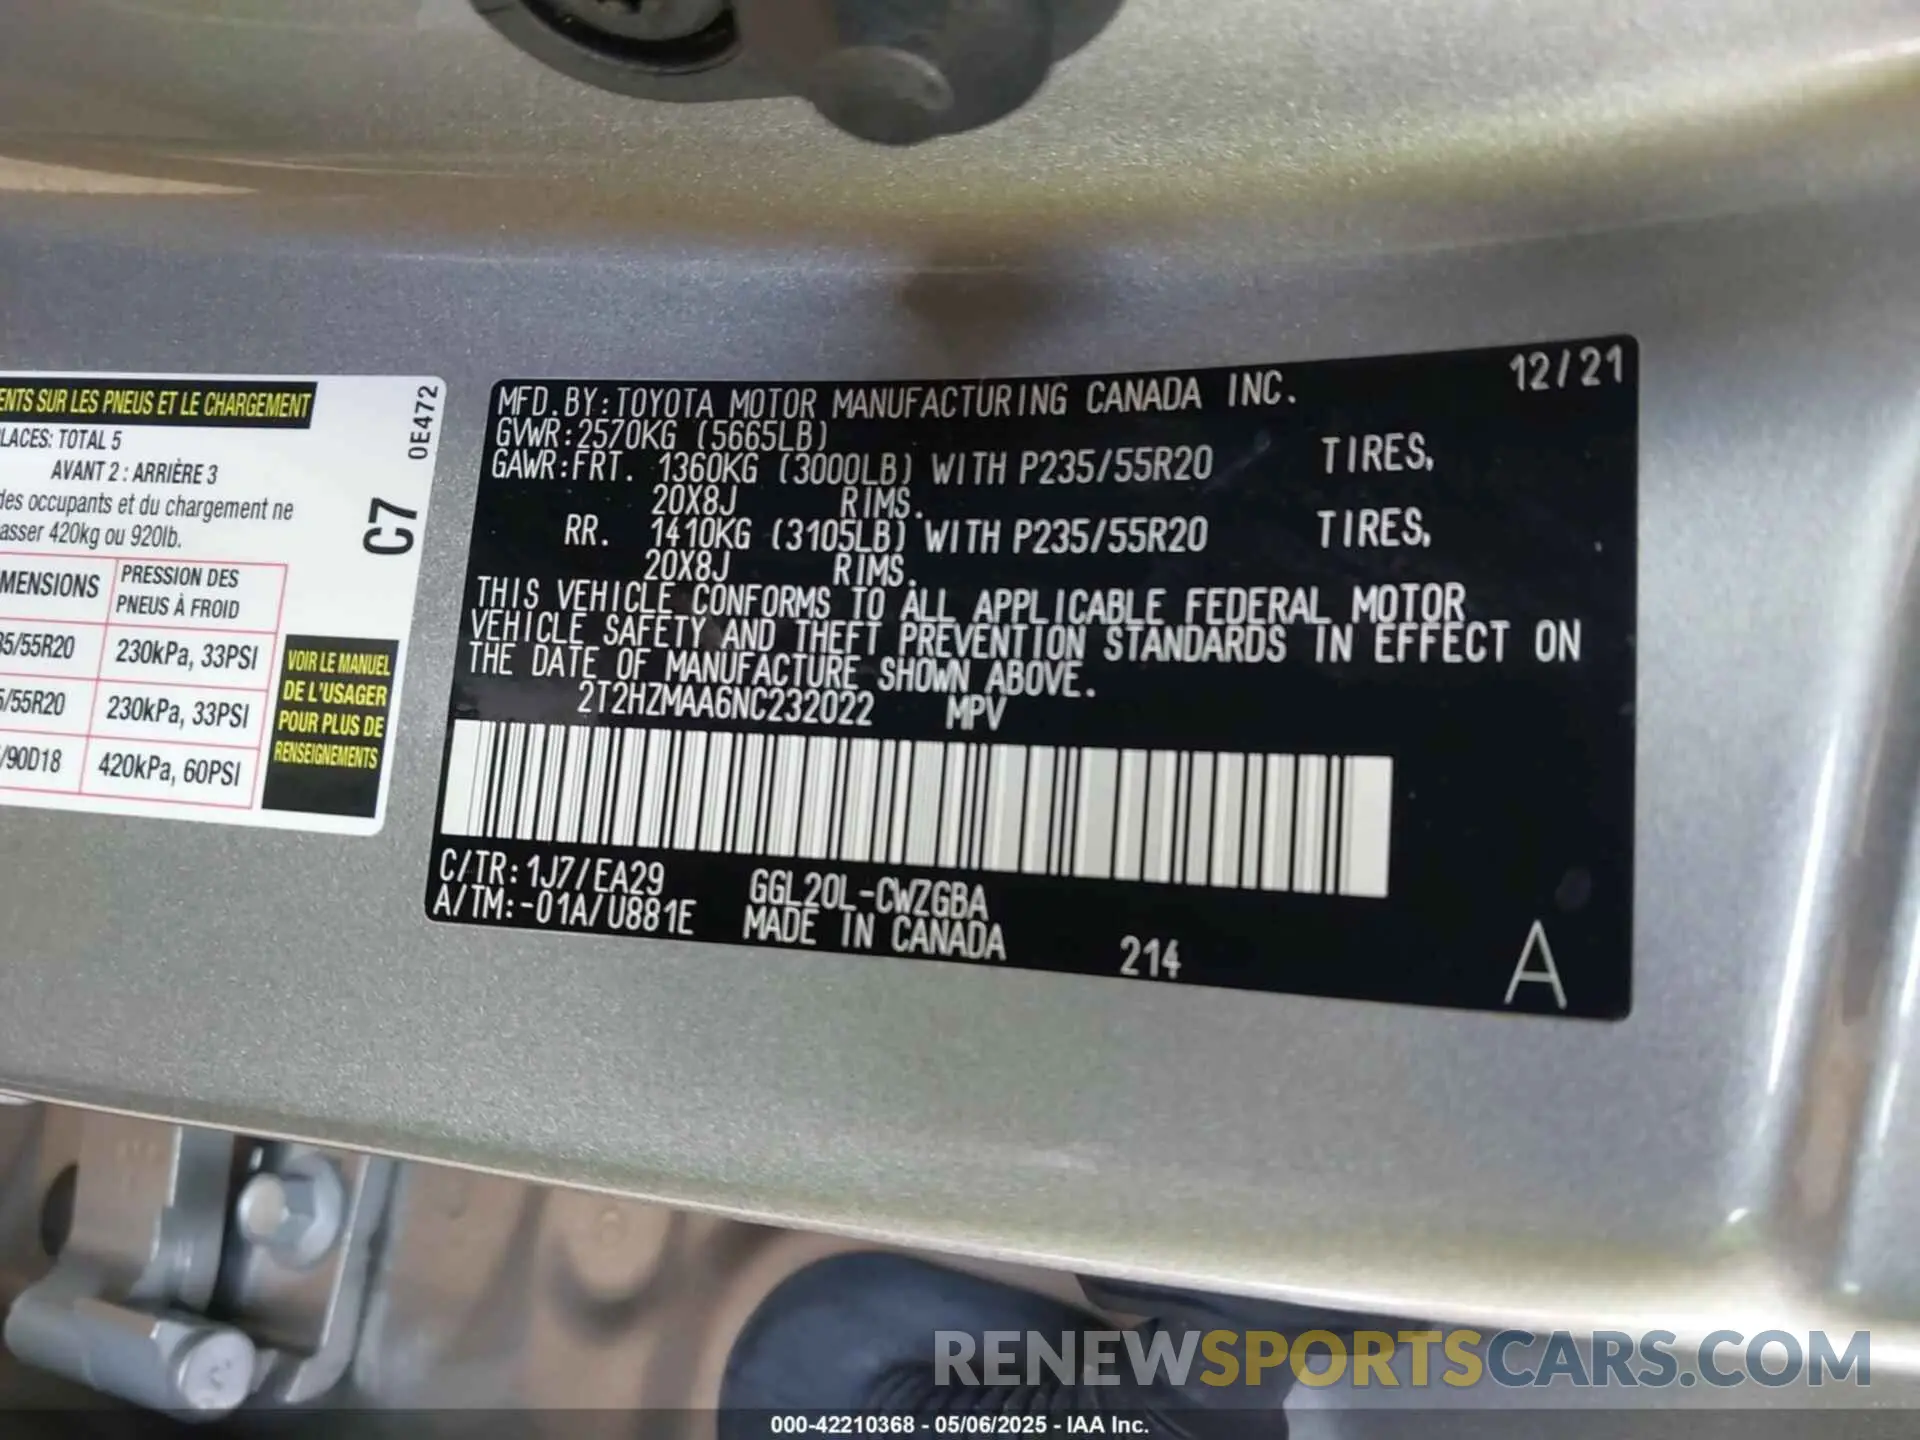 ENTS SUR LES PNEUS ET LE CHARGEMENT
LACES: TOTAL 5
AVANT 2 : ARRIÈRE 3
des occupants et du chargement ne
asser 420kg ou 920lb.
MENSIONS PRESSION DES
PNEUS À FROID
35/55R20 230kPa, 33PSI
5/55R20 230kPa, 33PSI
/90D18 420kPa, 60PSI
VOIR LE MANUEL
DE L'USAGER
POUR PLUS DE
RENSEIGNEMENTS
0E472
C7
MFD.BY:TOYOTA MOTOR MANUFACTURING CANADA INC. 12/21
GVWR:2570KG (5665LB)
GAWR:FRT. 1360KG (3000LB) WITH P235/55R20 TIRES,
20X8J RIMS.
RR. 1410KG (3105LB) WITH P235/55R20 TIRES,
20X8J RIMS.
THIS VEHICLE CONFORMS TO ALL APPLICABLE FEDERAL MOTOR
VEHICLE SAFETY AND THEFT PREVENTION STANDARDS IN EFFECT ON
THE DATE OF MANUFACTURE SHOWN ABOVE.
2T2HZMAA6NC232022 MPV
C/TR:1J7/EA29 GGL20L-CWZGBA
A/TM:-01A/U881E MADE IN CANADA 214
A
RENEWSPORTSCARS.COM
000-42210368 - 05/06/2025 - IAA Inc.